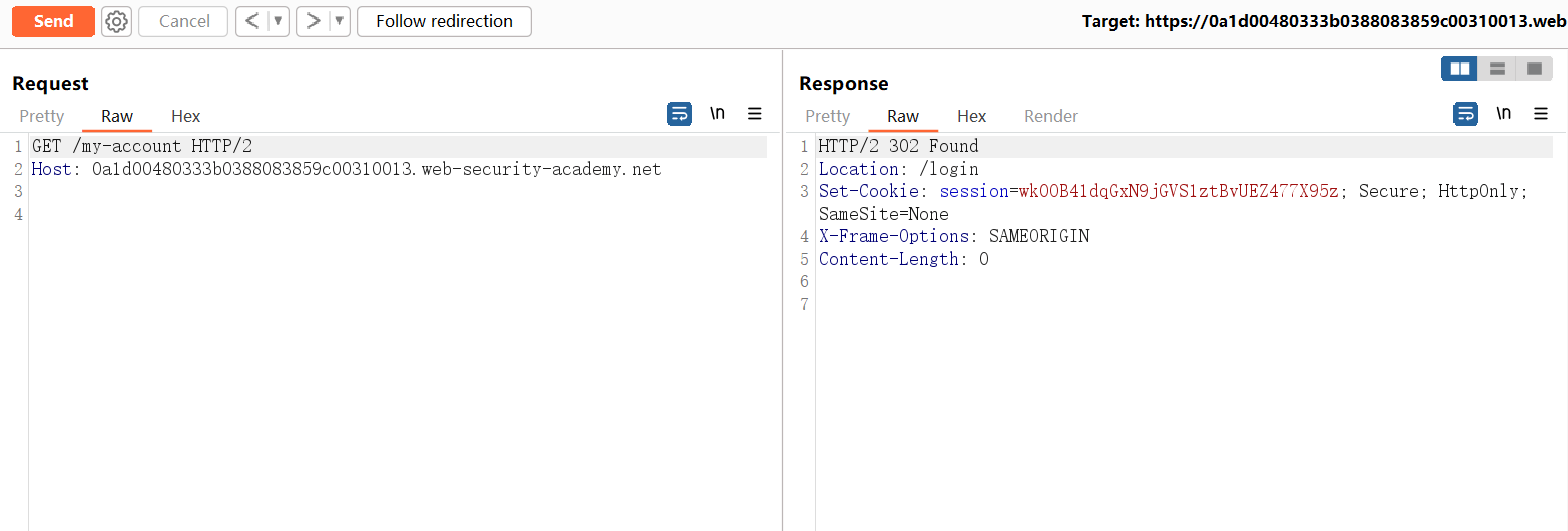 Send Cancel < > Follow redirection Target: https://0a1d00480333b0388083859c00310013.web
Request
Pretty Raw Hex \n
1 GET /my-account HTTP/2
2 Host: 0a1d00480333b0388083859c00310013.web-security-academy.net
3
4
Response
Pretty Raw Hex Render \n
1 HTTP/2 302 Found
2 Location: /login
3 Set-Cookie: session=wkOOB41dqGxN9jGVS1ztBvUEZ477X95z; Secure; HttpOnly;
SameSite=None
4 X-Frame-Options: SAMEORIGIN
5 Content-Length: 0
6
7